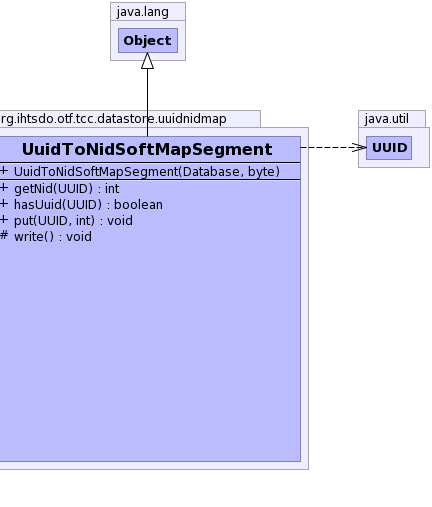 java.lang
Object
rg.ihtsdo.otf.tcc.datastore.uuidnidmap
java.util
UuidToNidSoftMapSegment
UUID
+ UuidToNidSoftMapSegment(Database, byte)
+ getNid(UUID) : int
+ hasUuid(UUID) : boolean
+ put(UUID, int) : void
# write() : void